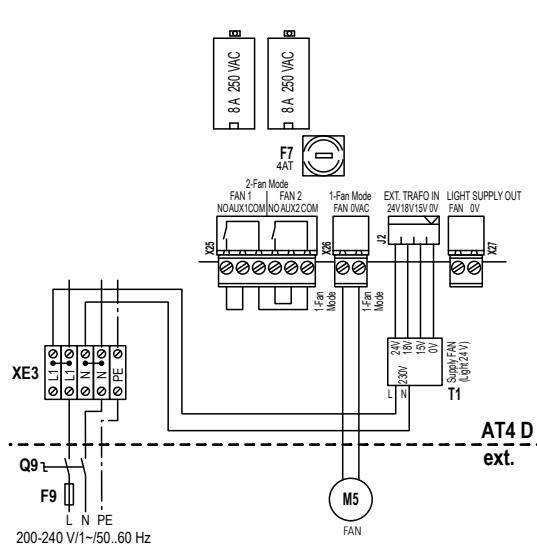 8 A 250 VAC
8 A 250 VAC
F7
4AT
2-Fan Mode
FAN 1
FAN 2
NO AUX1 COM
NO AUX2 COM
1-Fan Mode
FAN 0VAC
EXT. TRAFO IN
24V 18V 15V 0V
LIGHT SUPPLY OUT
FAN 0V
X25
X26
J2
X27
1-Fan
Mode
1-Fan
Mode
24V
18V
15V
0V
230V
Supply FAN
(Light 24 V)
L N
T1
XE3
L1
L1
N
N
PE
AT4 D
ext.
Q9
F9
L N PE
200-240 V/1~/50..60 Hz
M5
FAN